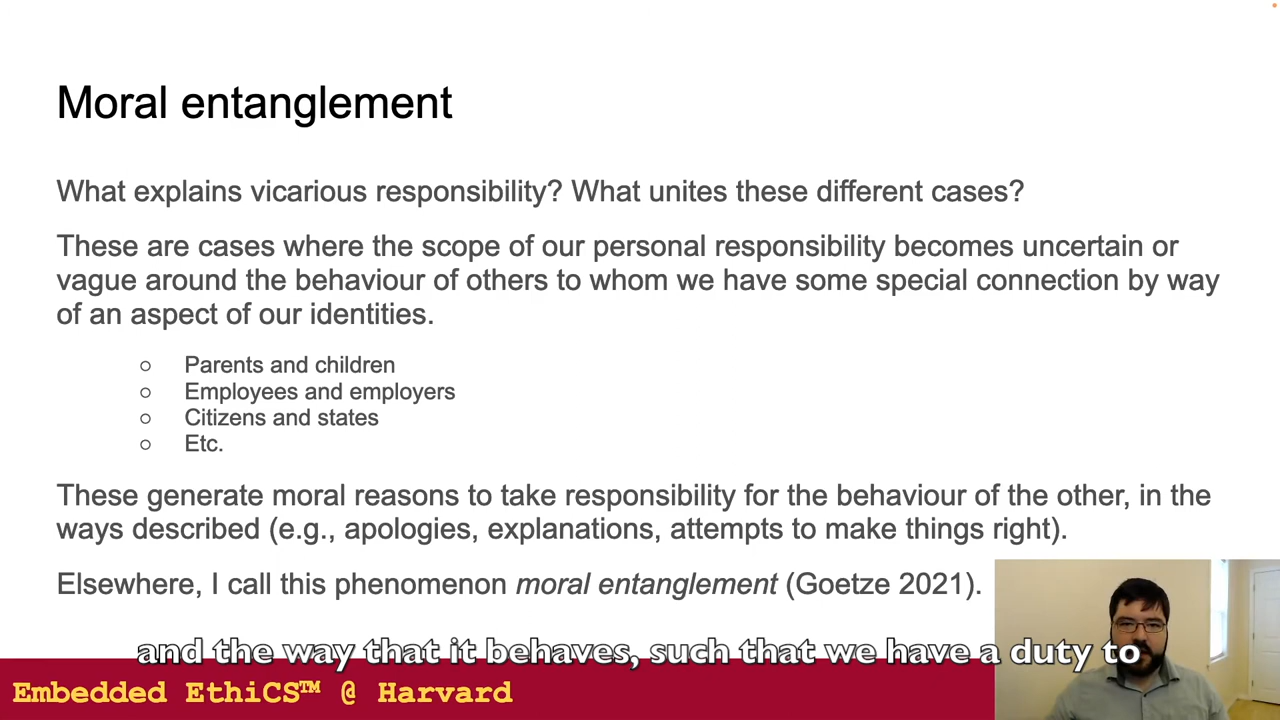 Moral entanglement
What explains vicarious responsibility? What unites these different cases?
These are cases where the scope of our personal responsibility becomes uncertain or
vague around the behaviour of others to whom we have some special connection by way
of an aspect of our identities.
○ Parents and children
○ Employees and employers
○ Citizens and states
○ Etc.
These generate moral reasons to take responsibility for the behaviour of the other, in the
ways described (e.g., apologies, explanations, attempts to make things right).
Elsewhere, I call this phenomenon moral entanglement (Goetze 2021).
and the way that it behaves, such that we have a duty to
Embedded EthiCS™ @ Harvard